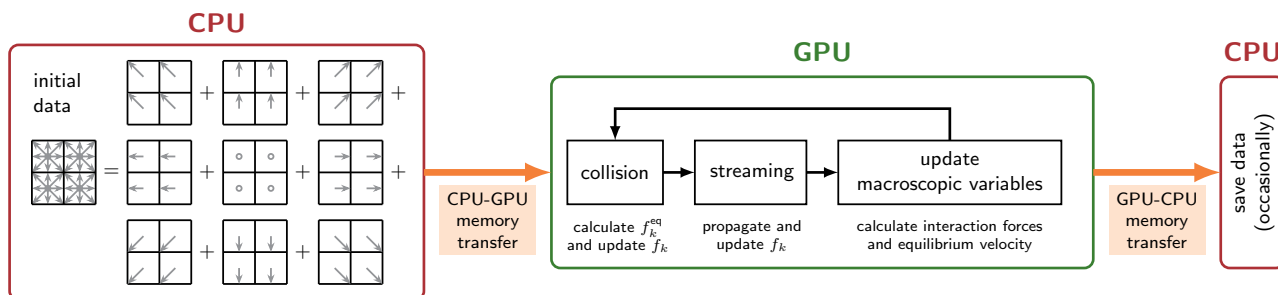 CPU
initial
data
+ + +
= + + +
+ +
CPU-GPU
memory
transfer
GPU
collision
streaming
update
macroscopic variables
calculate f_k^eq
and update f_k
propagate and
update f_k
calculate interaction forces
and equilibrium velocity
GPU-CPU
memory
transfer
CPU
save data
(occasionally)